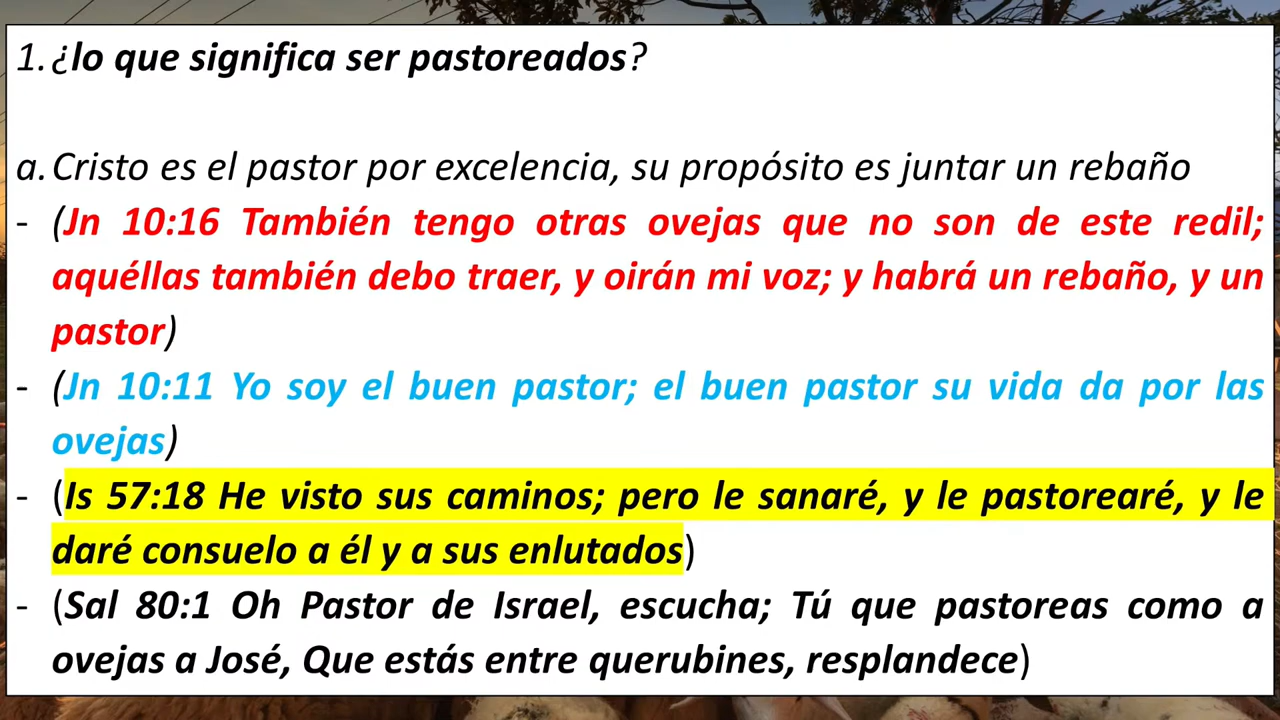 1. ¿lo que significa ser pastoreados?
a. Cristo es el pastor por excelencia, su propósito es juntar un rebaño
- (Jn 10:16 También tengo otras ovejas que no son de este redil;
aquéllas también debo traer, y oirán mi voz; y habrá un rebaño, y un
pastor)
- (Jn 10:11 Yo soy el buen pastor; el buen pastor su vida da por las
ovejas)
- (Is 57:18 He visto sus caminos; pero le sanaré, y le pastorearé, y le
daré consuelo a él y a sus enlutados)
- (Sal 80:1 Oh Pastor de Israel, escucha; Tú que pastoreas como a
ovejas a José, Que estás entre querubines, resplandece)